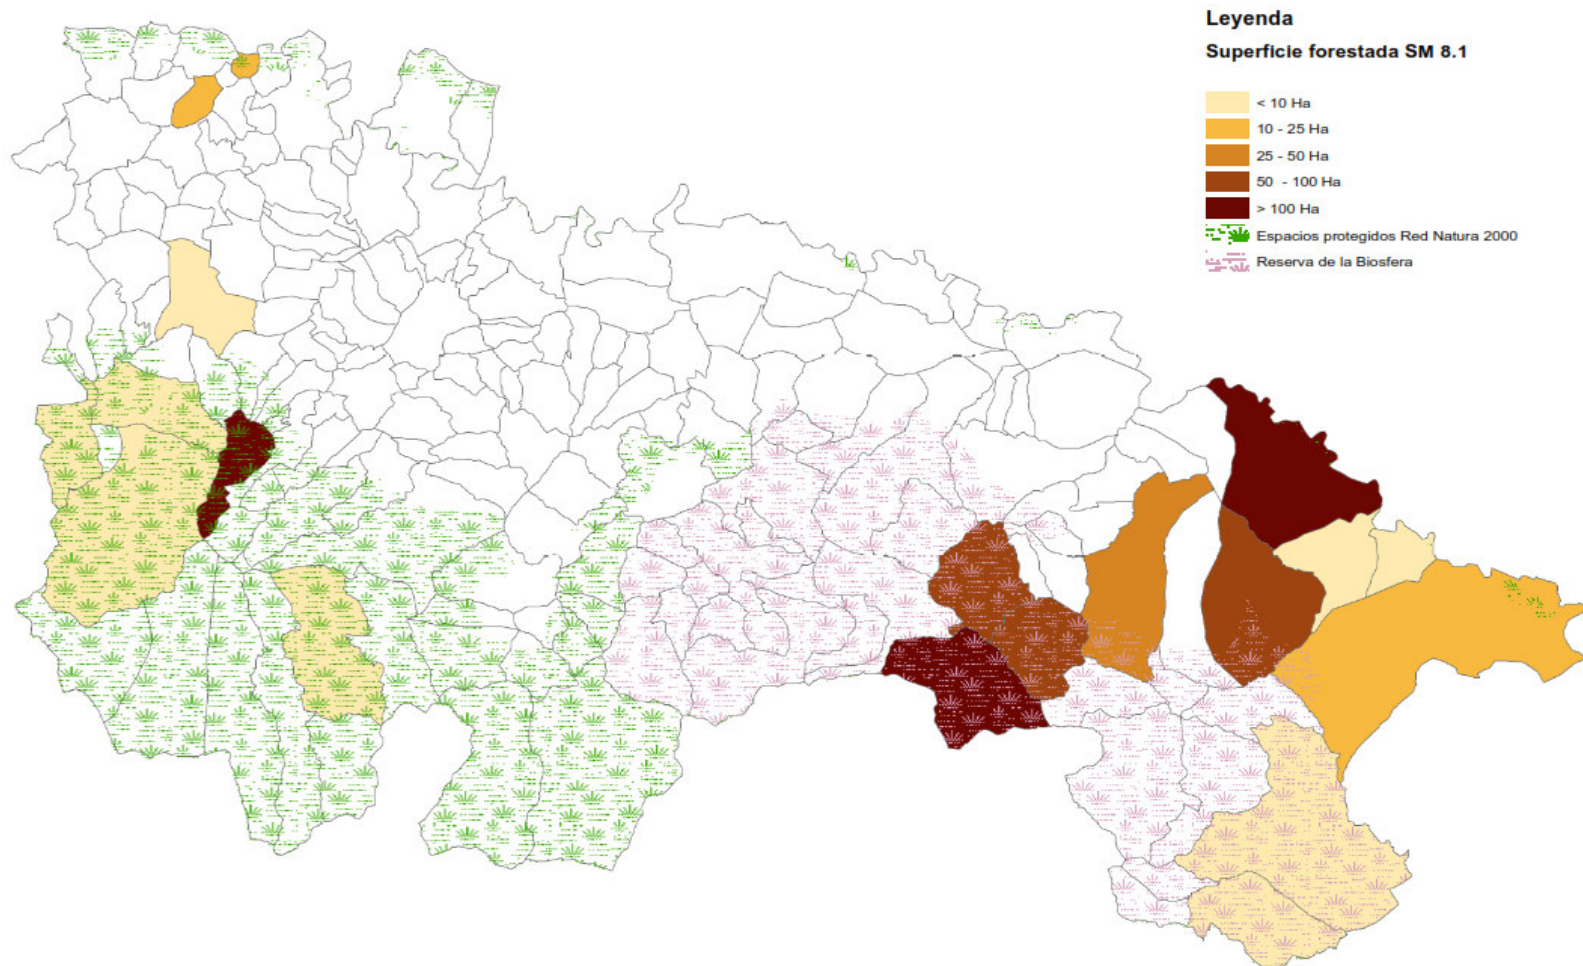 Leyenda
Superficie forestada SM 8.1
< 10 Ha
10 - 25 Ha
25 - 50 Ha
50 - 100 Ha
> 100 Ha
Espacios protegidos Red Natura 2000
Reserva de la Biosfera